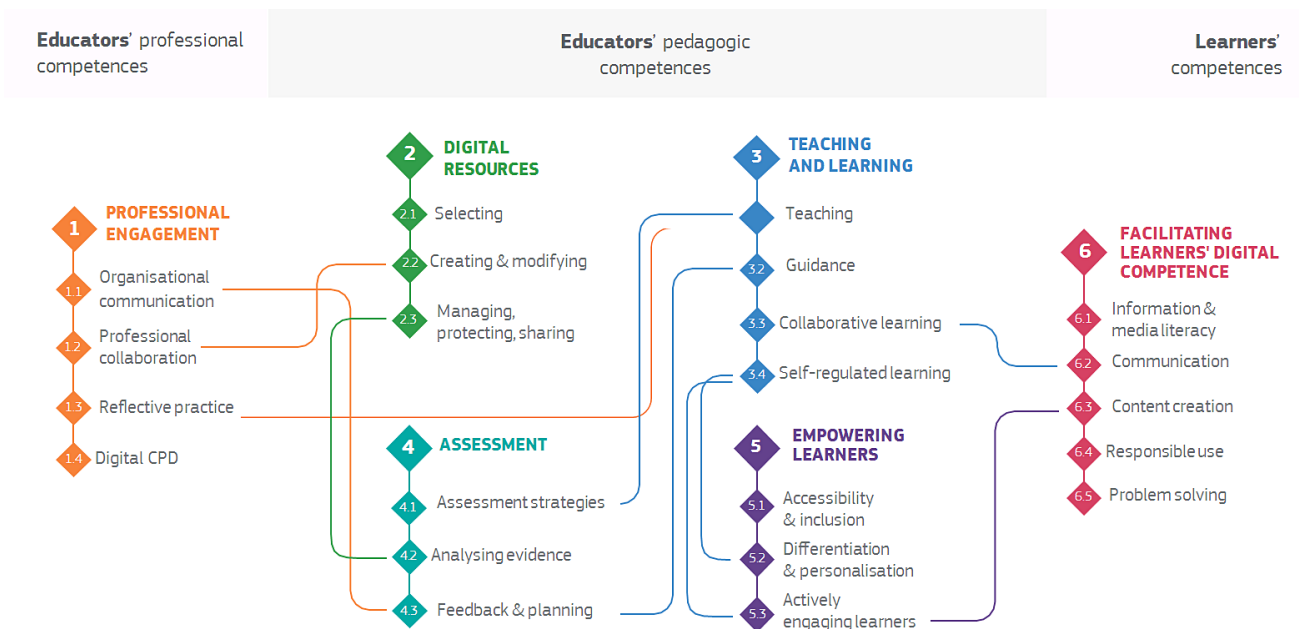 Educators' professional
competences
Educators' pedagogic
competences
Learners'
competences
1
PROFESSIONAL
ENGAGEMENT
1.1
Organisational
communication
1.2
Professional
collaboration
1.3
Reflective practice
1.4
Digital CPD
2
DIGITAL
RESOURCES
2.1
Selecting
2.2
Creating & modifying
2.3
Managing,
protecting, sharing
3
TEACHING
AND LEARNING
Teaching
3.2
Guidance
3.3
Collaborative learning
3.4
Self-regulated learning
4
ASSESSMENT
4.1
Assessment strategies
4.2
Analysing evidence
4.3
Feedback & planning
5
EMPOWERING
LEARNERS
5.1
Accessibility
& inclusion
5.2
Differentiation
& personalisation
5.3
Actively
engaging learners
6
FACILITATING
LEARNERS' DIGITAL
COMPETENCE
6.1
Information &
media literacy
6.2
Communication
6.3
Content creation
6.4
Responsible use
6.5
Problem solving